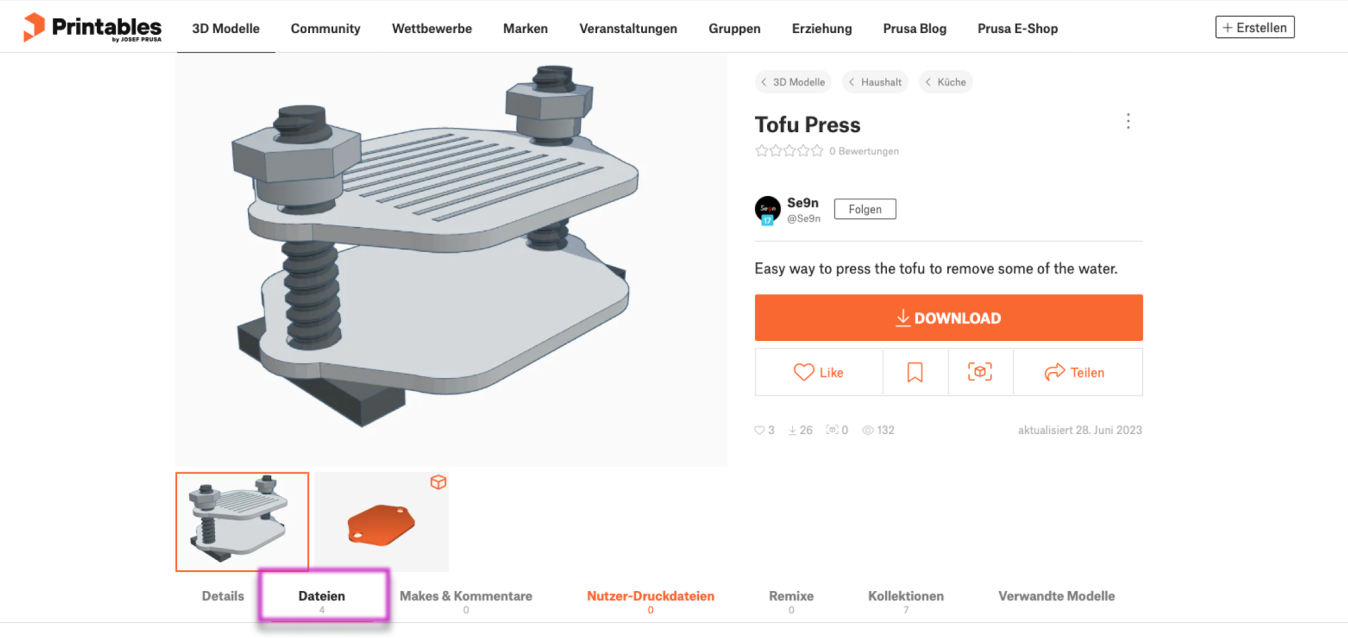 Printables
by JOSEF PRUSA
3D Modelle Community Wettbewerbe Marken Veranstaltungen Gruppen Erziehung Prusa Blog Prusa E-Shop
+ Erstellen
3D Modelle Haushalt Küche
Tofu Press
0 Bewertungen
Se9n
@Se9n
17
Folgen
Easy way to press the tofu to remove some of the water.
DOWNLOAD
Like Teilen
3 26 0 132 aktualisiert 28. Juni 2023
Details Dateien Makes & Kommentare Nutzer-Druckdateien Remixe Kollektionen Verwandte Modelle
4 0 0 0 7